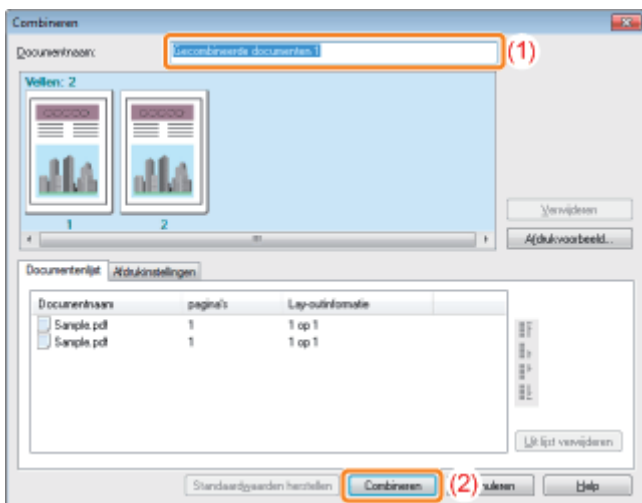 Combineren
Documentnaam: Gecombineerde documenten 1 (1)
Vellen: 2
1 2
Verwijderen
Afdrukvoorbeeld...
Documentenlijst Afdrukinstellingen
Documentnaam pagina's Lay-outinformatie
Sample.pdf 1 1 op 1
Sample.pdf 1 1 op 1
Uit lijst verwijderen
Standaardwaarden herstellen Combineren (2) nuleren Help